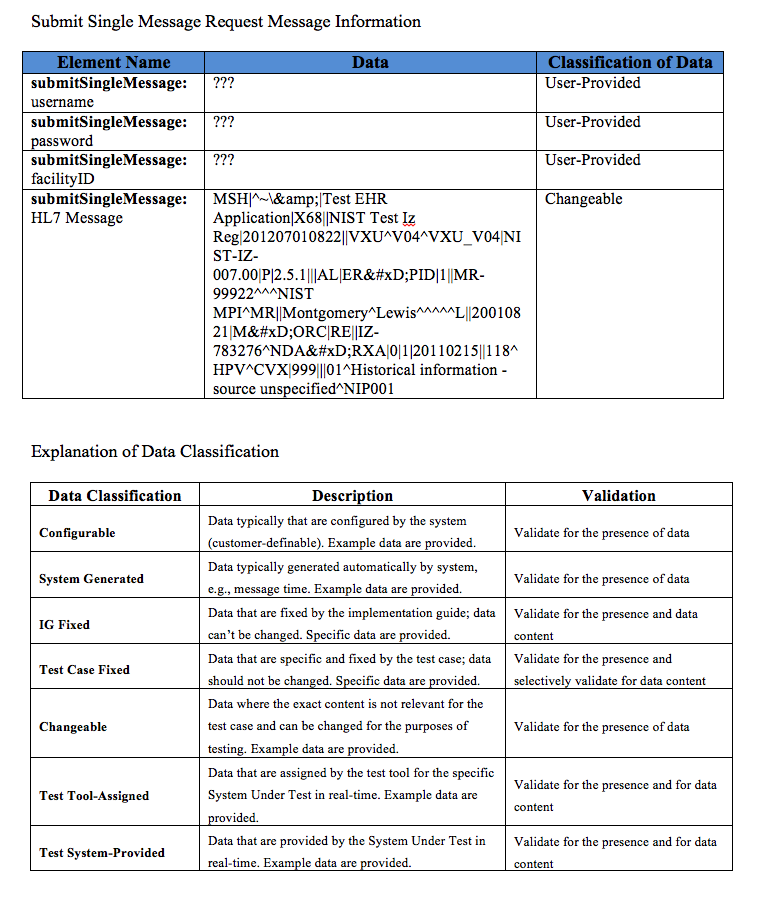 Submit Single Message Request Message Information
Element Name Data Classification of Data
submitSingleMessage: ??? User-Provided
username
submitSingleMessage: ??? User-Provided
password
submitSingleMessage: ??? User-Provided
facilityID
submitSingleMessage: MSH|^~\&amp;|Test EHR Changeable
HL7 Message Application|X68||NIST Test Iz
Reg|201207010822||VXU^V04^VXU_V04|NI
ST-IZ-
007.00|P|2.5.1|||AL|ER&#xD;PID|1||MR-
99922^^^NIST
MPI^MR||Montgomery^Lewis^^^^^L||200108
21|M&#xD;ORC|RE||IZ-
783276^NDA&#xD;RXA|0|1|20110215||118^
HPV^CVX|999|||01^Historical information -
source unspecified^NIP001
Explanation of Data Classification
Data Classification Description Validation
Configurable Data typically that are configured by the system Validate for the presence of data
(customer-definable). Example data are provided.
System Generated Data typically generated automatically by system, Validate for the presence of data
e.g., message time. Example data are provided.
IG Fixed Data that are fixed by the implementation guide; data Validate for the presence and data
can't be changed. Specific data are provided. content
Test Case Fixed Data that are specific and fixed by the test case; data Validate for the presence and
should not be changed. Specific data are provided. selectively validate for data content
Data where the exact content is not relevant for the
Changeable test case and can be changed for the purposes of Validate for the presence of data
testing. Example data are provided.
Data that are assigned by the test tool for the specific Validate for the presence and for data
Test Tool-Assigned System Under Test in real-time. Example data are content
provided.
Test System-Provided Data that are provided by the System Under Test in Validate for the presence and for data
real-time. Example data are provided. content